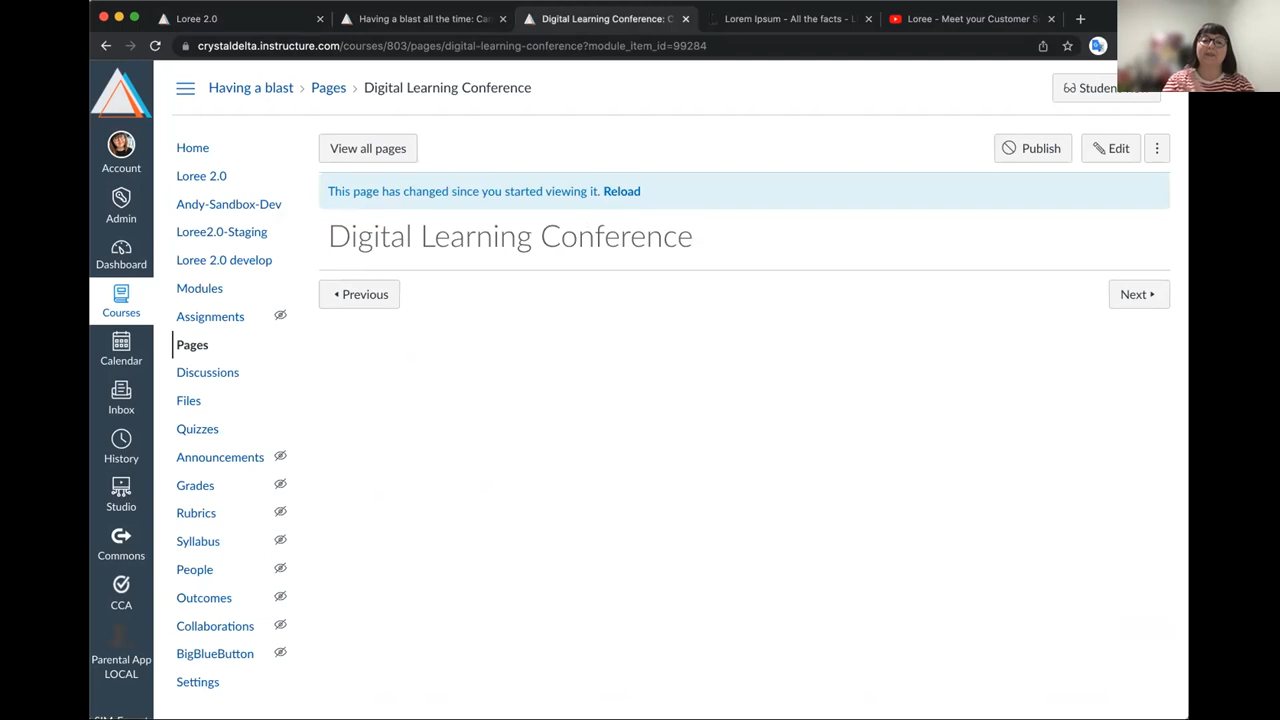 Loree 2.0
Having a blast all the time: Ca
Digital Learning Conference: C
Lorem Ipsum - All the facts - L
Loree - Meet your Customer S
crystaldelta.instructure.com/courses/803/pages/digital-learning-conference?module_item_id=99284
Having a blast › Pages › Digital Learning Conference
Student
Account
Admin
Dashboard
Courses
Calendar
Inbox
History
Studio
Commons
CCA
Parental App
LOCAL
Home
Loree 2.0
Andy-Sandbox-Dev
Loree2.0-Staging
Loree 2.0 develop
Modules
Assignments
Pages
Discussions
Files
Quizzes
Announcements
Grades
Rubrics
Syllabus
People
Outcomes
Collaborations
BigBlueButton
Settings
View all pages
Publish
Edit
This page has changed since you started viewing it. Reload
Digital Learning Conference
Previous
Next